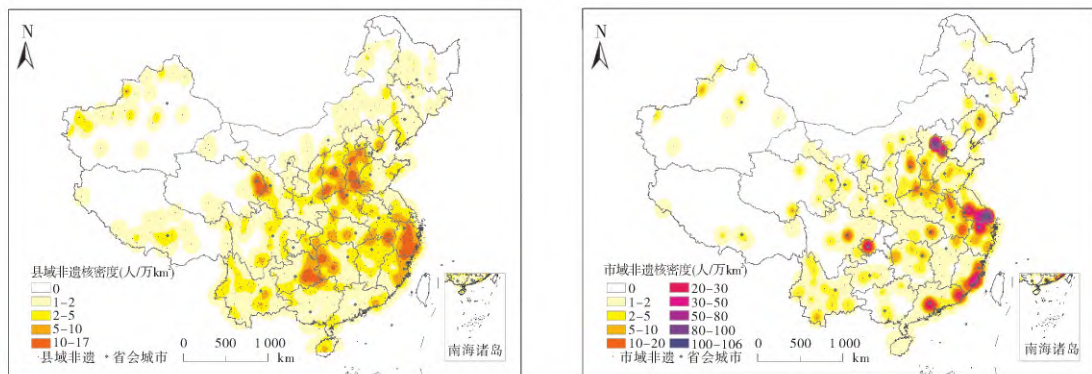 N
县域非遗核密度(人/万km²)
0
1-2
2-5
5-10
10-17
县域非遗 省会城市
0 500 1 000
km
南海诸岛
N
市域非遗核密度(人/万km²)
0
1-2
2-5
5-10
10-20
20-30
30-50
50-80
80-100
100-106
市域非遗 省会城市
0 500 1 000
km
南海诸岛